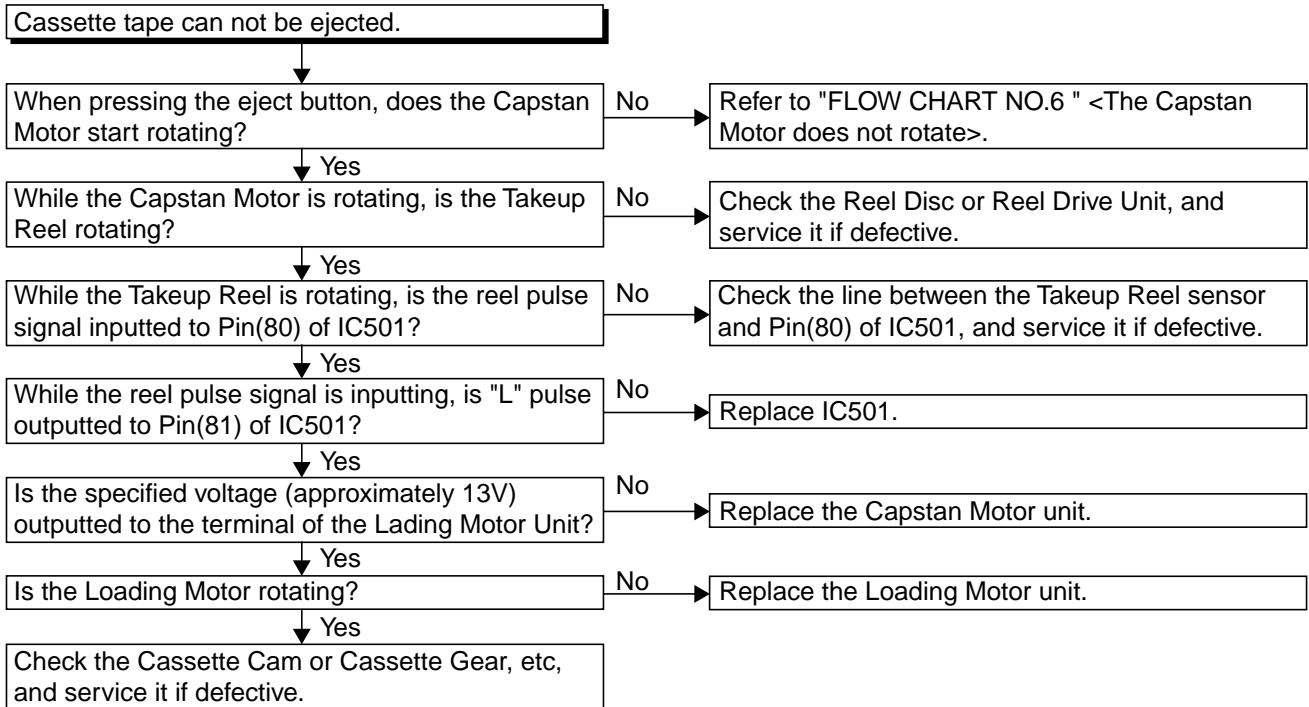 Cassette tape can not be ejected.
When pressing the eject button, does the Capstan
Motor start rotating?
No
Refer to "FLOW CHART NO.6 " <The Capstan
Motor does not rotate>.
Yes
While the Capstan Motor is rotating, is the Takeup
Reel rotating?
No
Check the Reel Disc or Reel Drive Unit, and
service it if defective.
Yes
While the Takeup Reel is rotating, is the reel pulse
signal inputted to Pin(80) of IC501?
No
Check the line between the Takeup Reel sensor
and Pin(80) of IC501, and service it if defective.
Yes
While the reel pulse signal is inputting, is "L" pulse
outputted to Pin(81) of IC501?
No
Replace IC501.
Yes
Is the specified voltage (approximately 13V)
outputted to the terminal of the Lading Motor Unit?
No
Replace the Capstan Motor unit.
Yes
Is the Loading Motor rotating?
No
Replace the Loading Motor unit.
Yes
Check the Cassette Cam or Cassette Gear, etc,
and service it if defective.